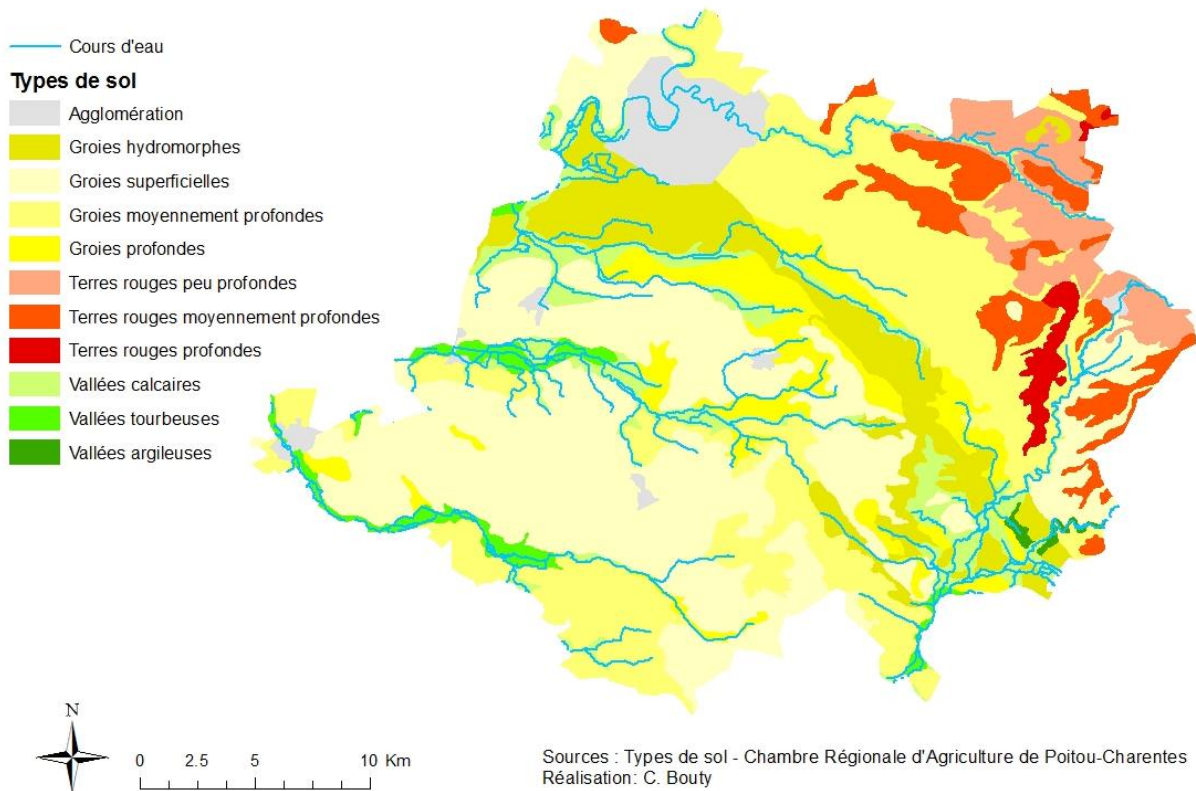 Cours d'eau
Types de sol
Agglomération
Groies hydromorphes
Groies superficielles
Groies moyennement profondes
Groies profondes
Terres rouges peu profondes
Terres rouges moyennement profondes
Terres rouges profondes
Vallées calcaires
Vallées tourbeuses
Vallées argileuses
N
0 2.5 5 10 Km
Sources : Types de sol - Chambre Régionale d'Agriculture de Poitou-Charentes
Réalisation: C. Bouty